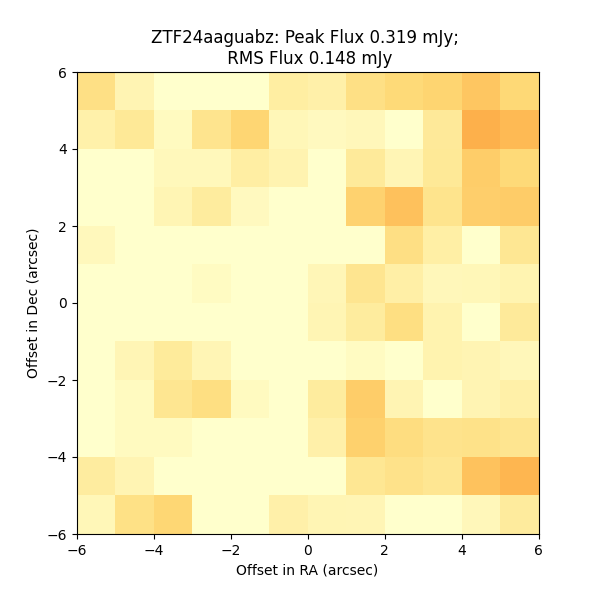 ZTF24aaguabz: Peak Flux 0.319 mJy;
RMS Flux 0.148 mJy
6
4
2
0
−2
−4
−6
Offset in Dec (arcsec)
−6 −4 −2 0 2 4 6
Offset in RA (arcsec)